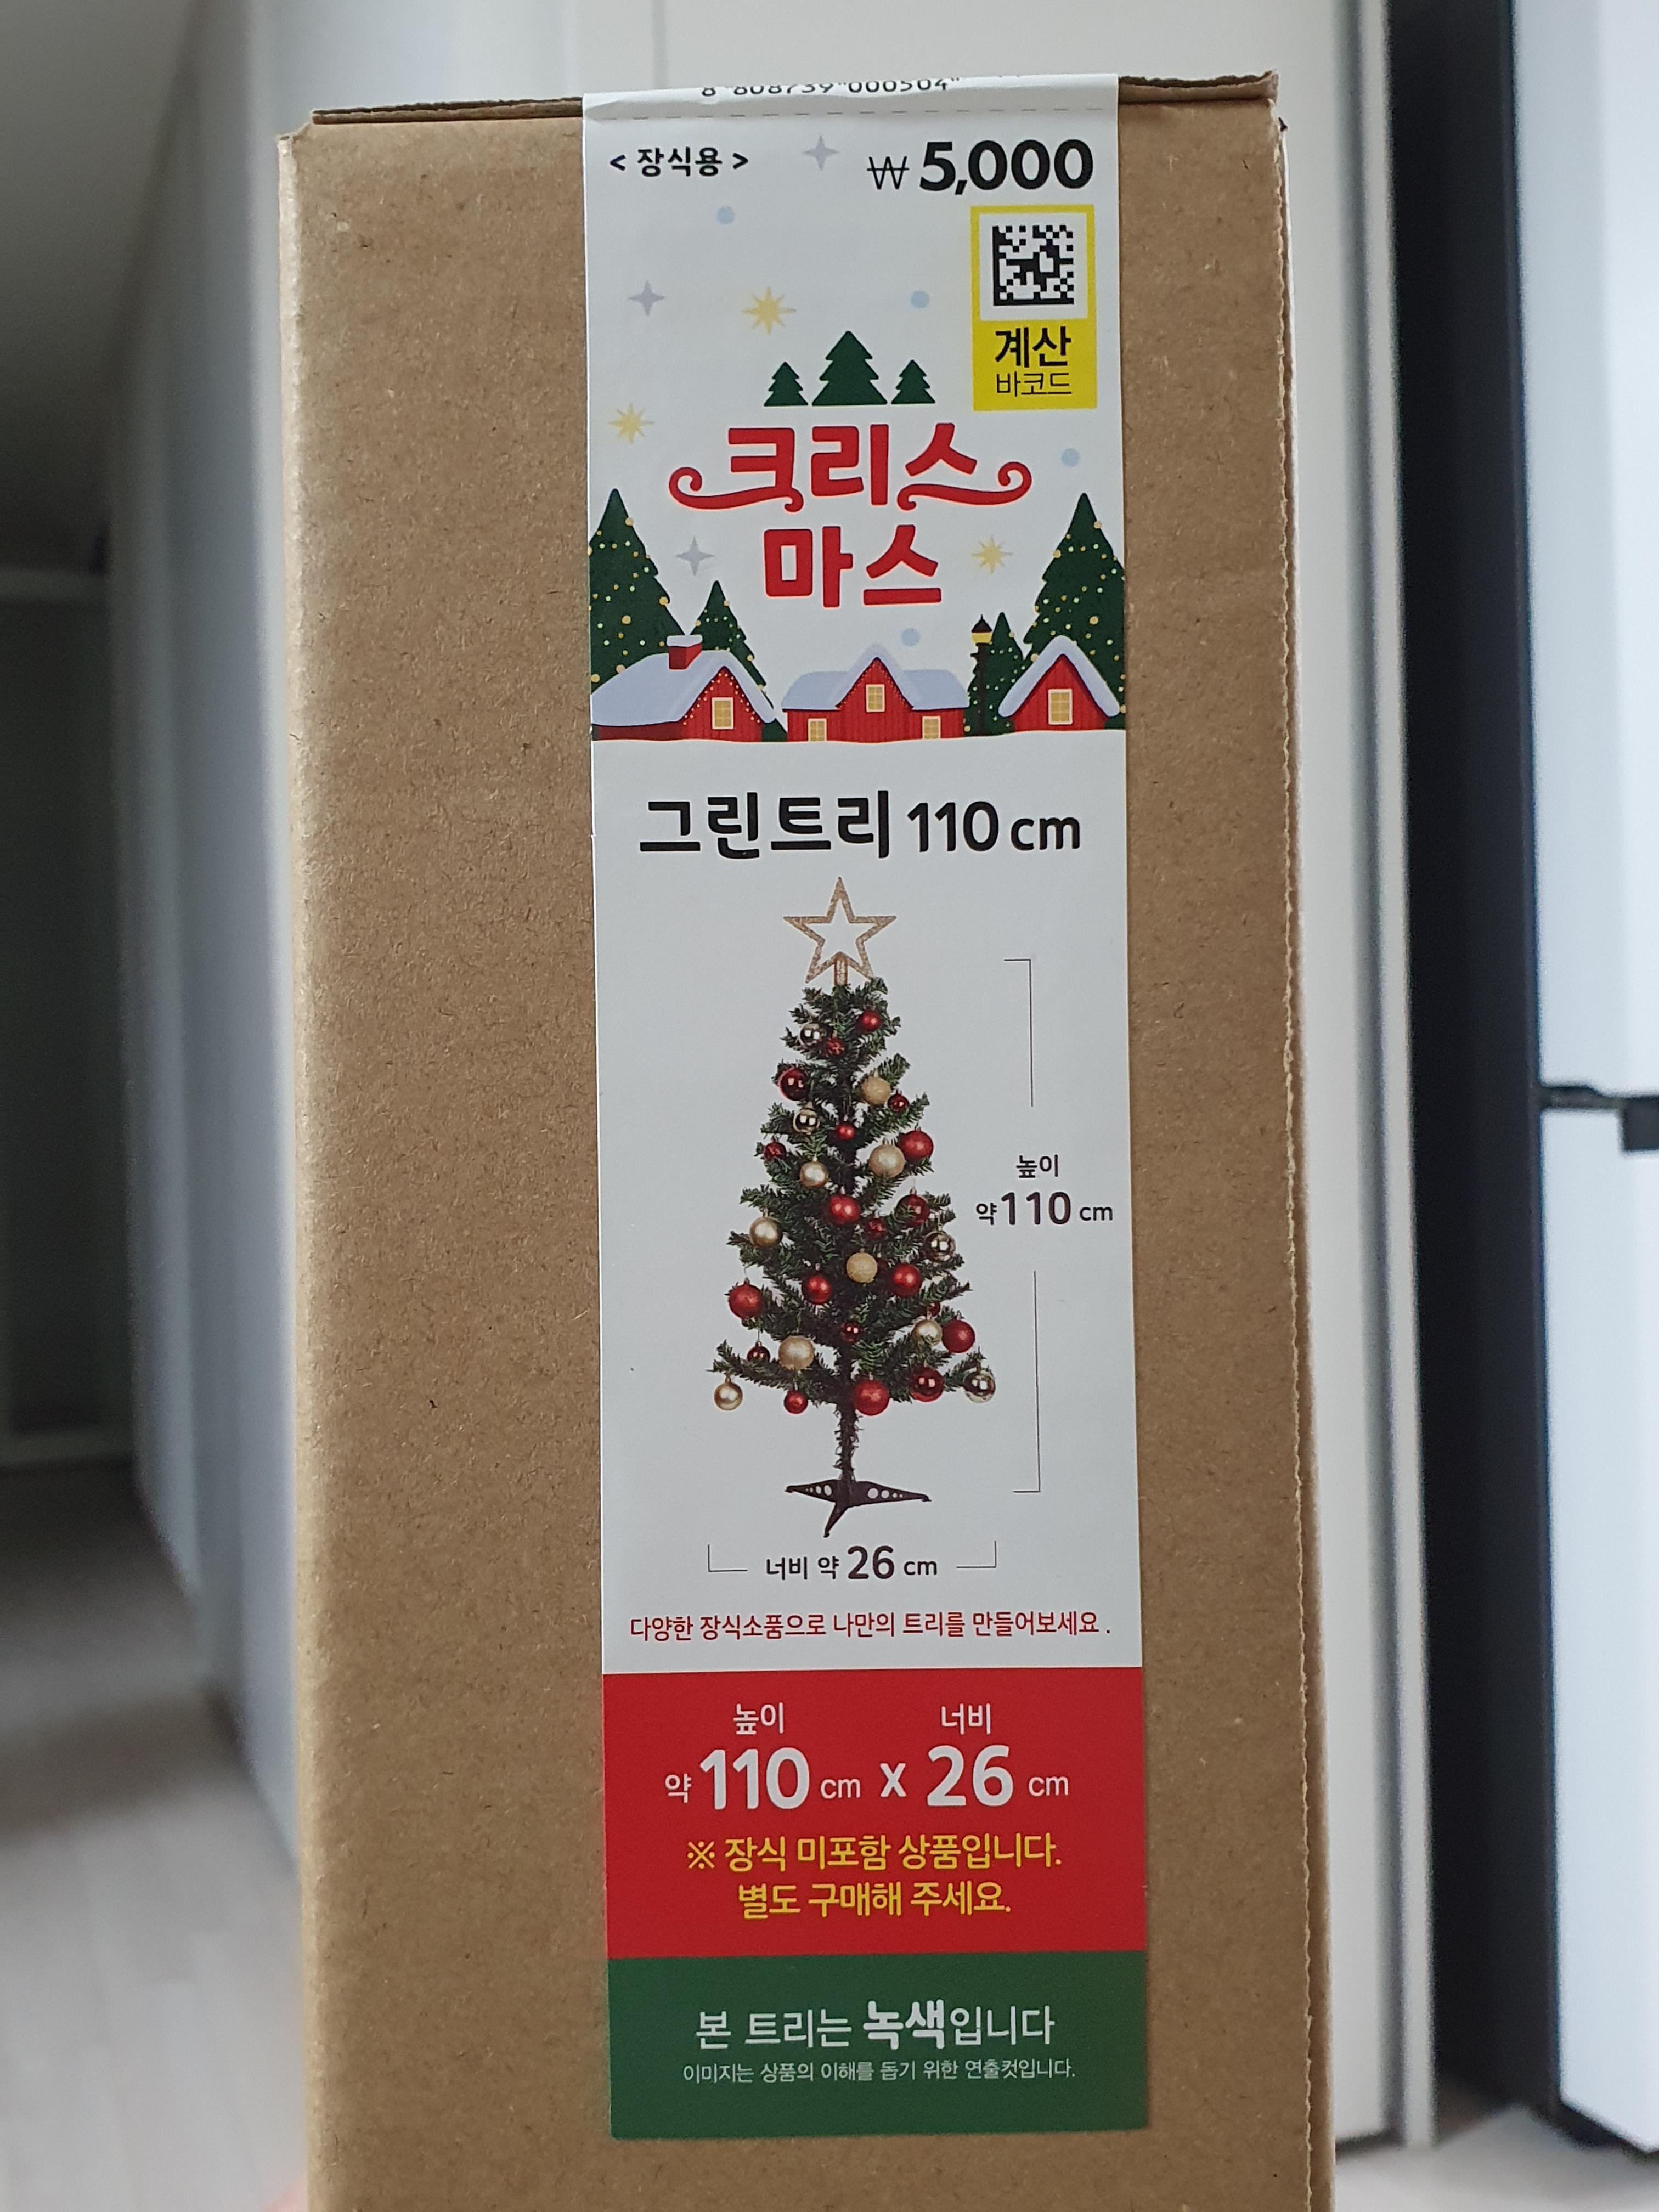 8 808739 000504
< 장식용 >
₩ 5,000
계산
바코드
크리스
마스
그린트리 110 cm
높이
약 110 cm
너비 약 26 cm
다양한 장식소품으로 나만의 트리를 만들어보세요.
높이 너비
약 110 cm x 26 cm
※ 장식 미포함 상품입니다.
별도 구매해 주세요.
본 트리는 녹색입니다
이미지는 상품의 이해를 돕기 위한 연출컷입니다.